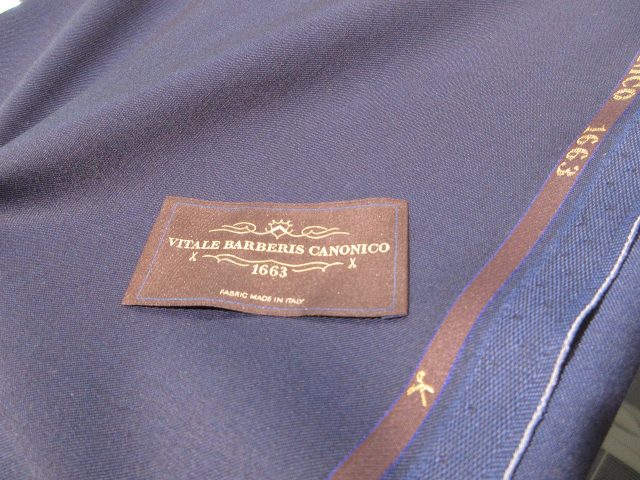 VITALE BARBERIS CANONICO
1663
FABRIC MADE IN ITALY
1663